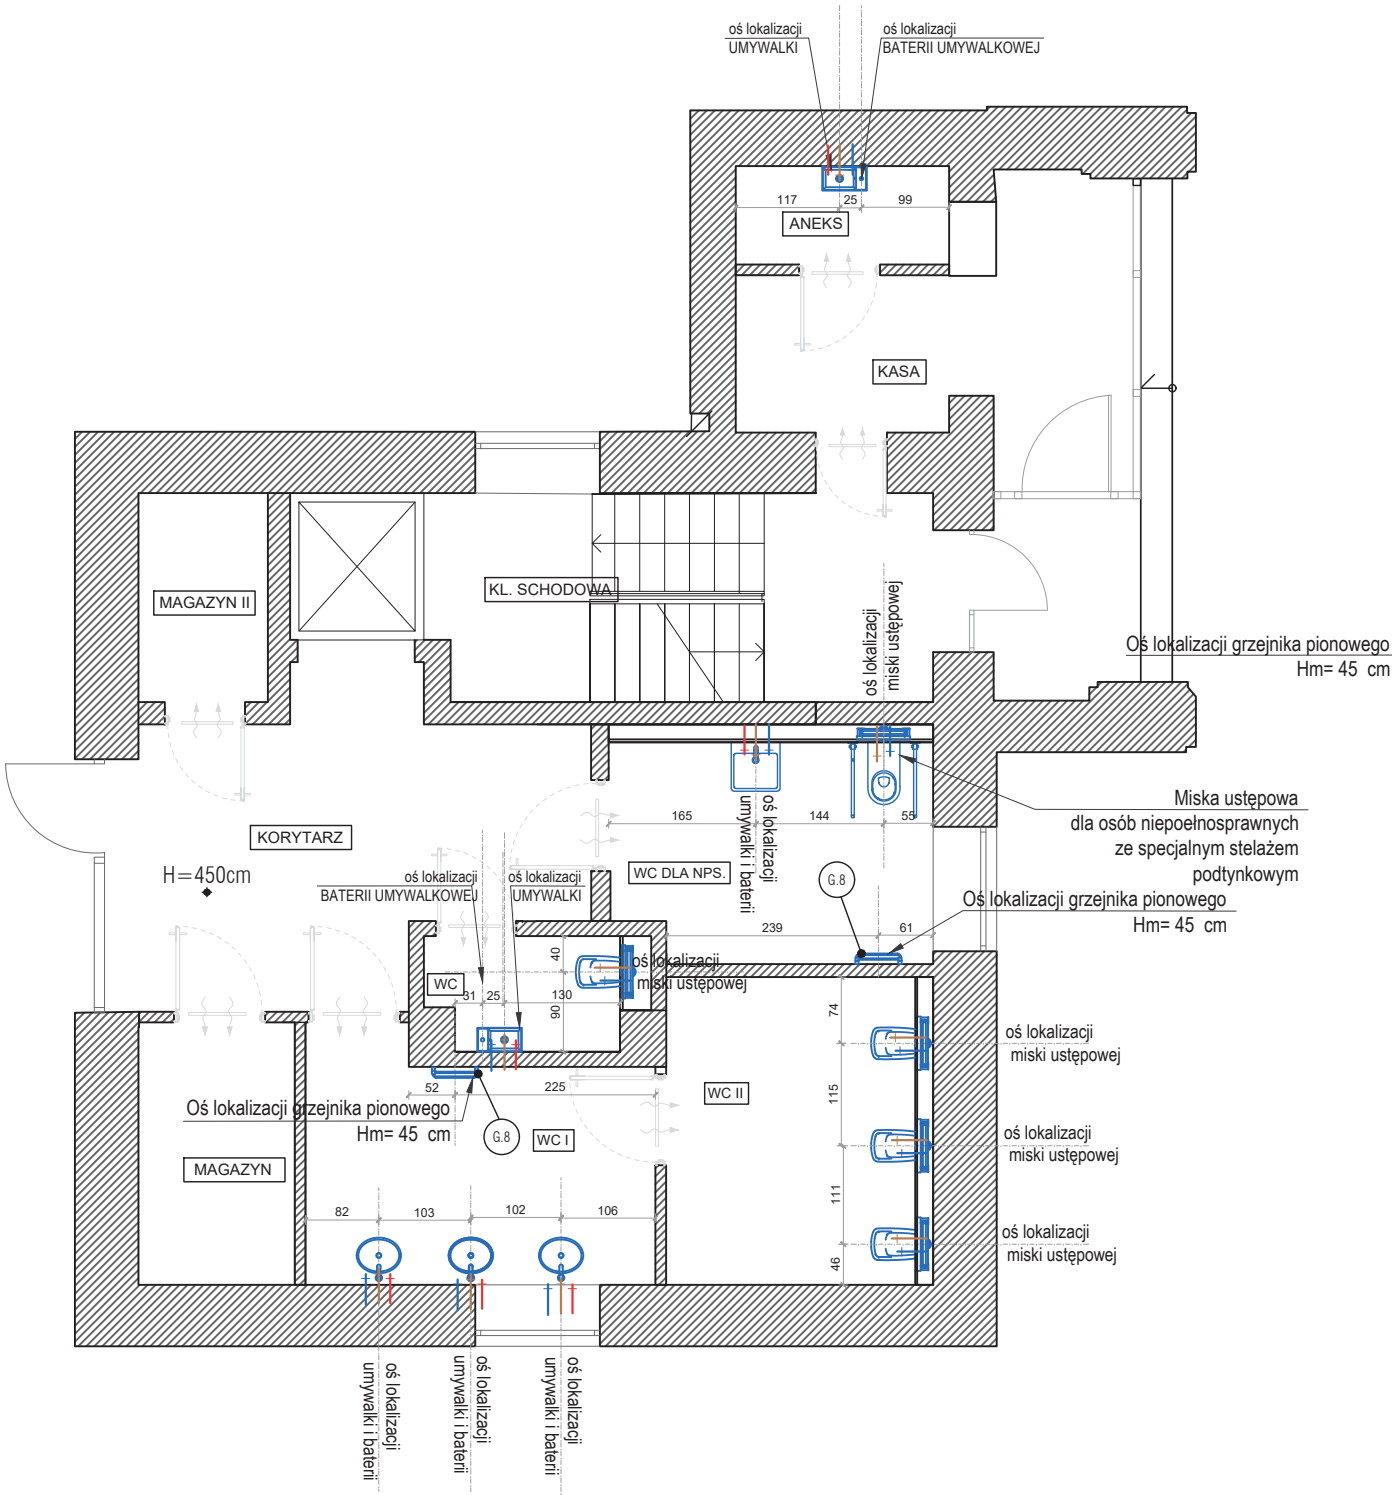 oś lokalizacji
UMYWALKI
oś lokalizacji
BATERII UMYWALKOWEJ
117
25
99
ANEKS
KASA
MAGAZYN II
KL. SCHODOWA
oś lokalizacji
miski ustępowej
Oś lokalizacji grzejnika pionowego
Hm= 45 cm
Miska ustępowa
dla osób niepoełnosprawnych
ze specjalnym stelażem
podtynkowym
165
144
55
oś lokalizacji
umywalki i baterii
KORYTARZ
H=450cm
WC DLA NPS.
G.8
oś lokalizacji
BATERII UMYWALKOWEJ
oś lokalizacji
UMYWALKI
Oś lokalizacji grzejnika pionowego
Hm= 45 cm
239
61
40
oś lokalizacji
miski ustępowej
WC
31
25
130
90
74
oś lokalizacji
miski ustępowej
52
225
WC II
115
Oś lokalizacji grzejnika pionowego
Hm= 45 cm
G.8
WC I
oś lokalizacji
miski ustępowej
MAGAZYN
111
82
103
102
106
oś lokalizacji
miski ustępowej
46
oś lokalizacji
umywalki i baterii
oś lokalizacji
umywalki i baterii
oś lokalizacji
umywalki i baterii